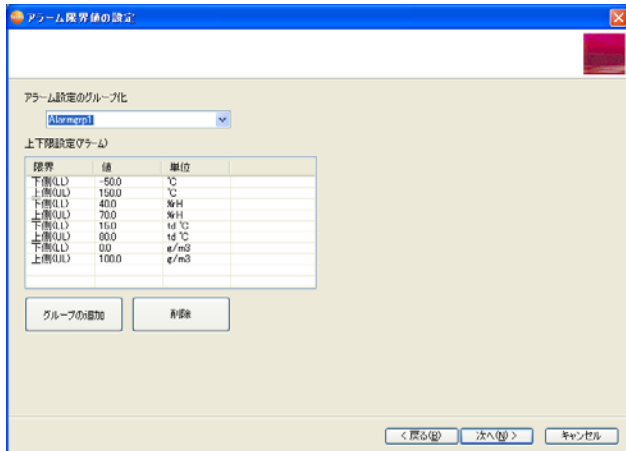 アラーム限界値の設定
アラーム設定のグループ化
Alarmgrp1
上下限設定(アラーム)
限界 値 単位
下側(LL) -50.0 ℃
上側(UL) 150.0 ℃
下側(LL) 40.0 %rH
上側(UL) 70.0 %rH
下側(LL) 15.0 td ℃
上側(UL) 80.0 td ℃
下側(LL) 0.0 g/m3
上側(UL) 100.0 g/m3
グループの追加 削除
< 戻る(B) 次へ(N) > キャンセル